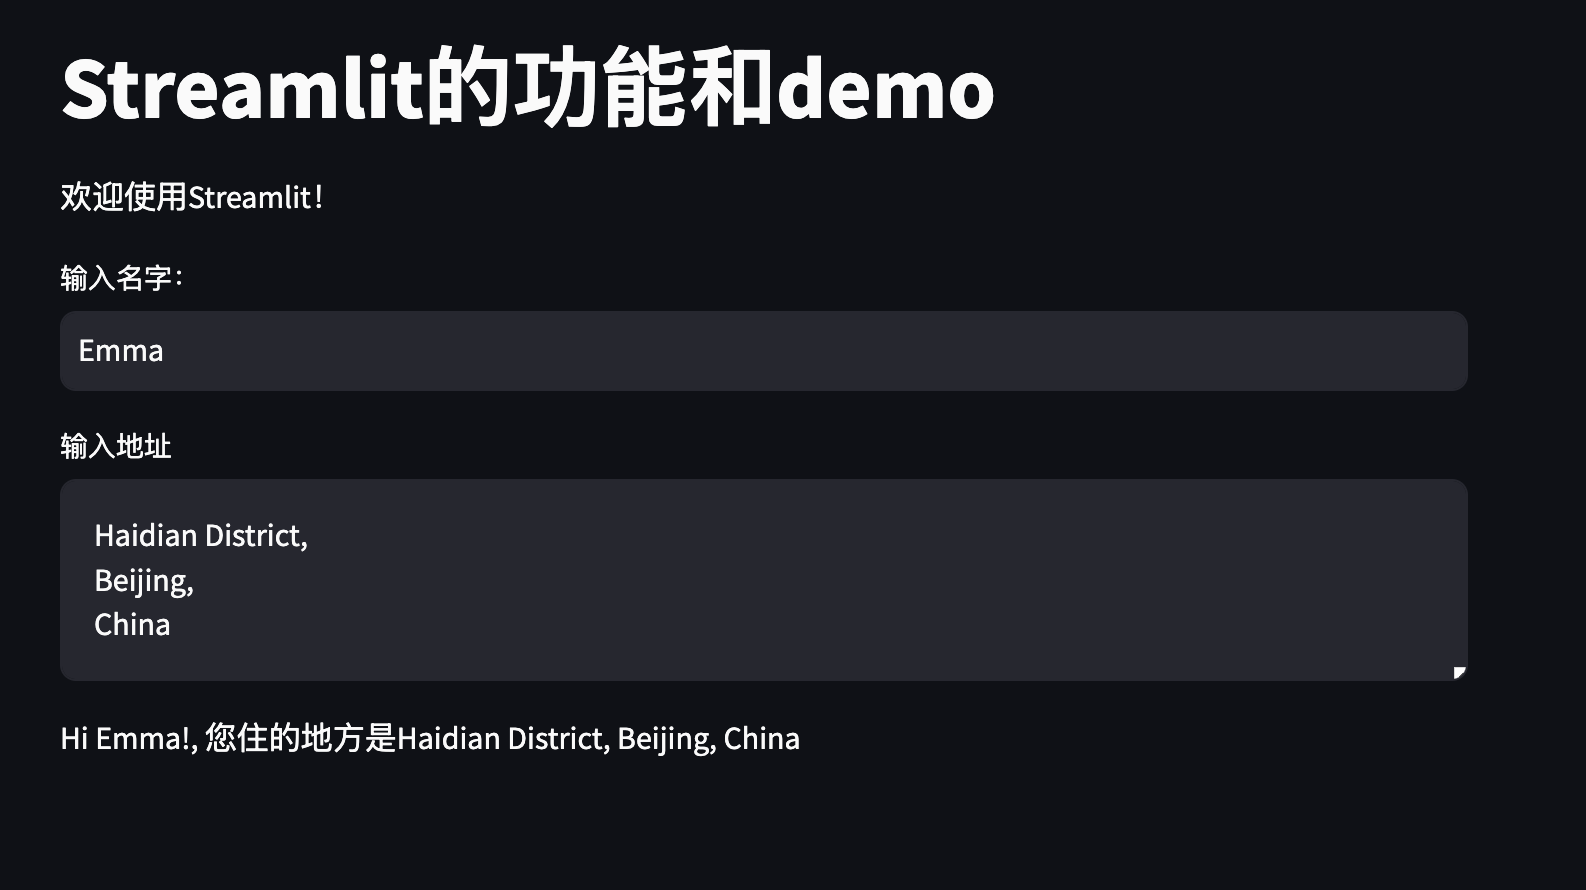 Streamlit的功能和demo
欢迎使用Streamlit！
输入名字：
Emma
输入地址
Haidian District,
Beijing,
China
Hi Emma!, 您住的地方是Haidian District, Beijing, China